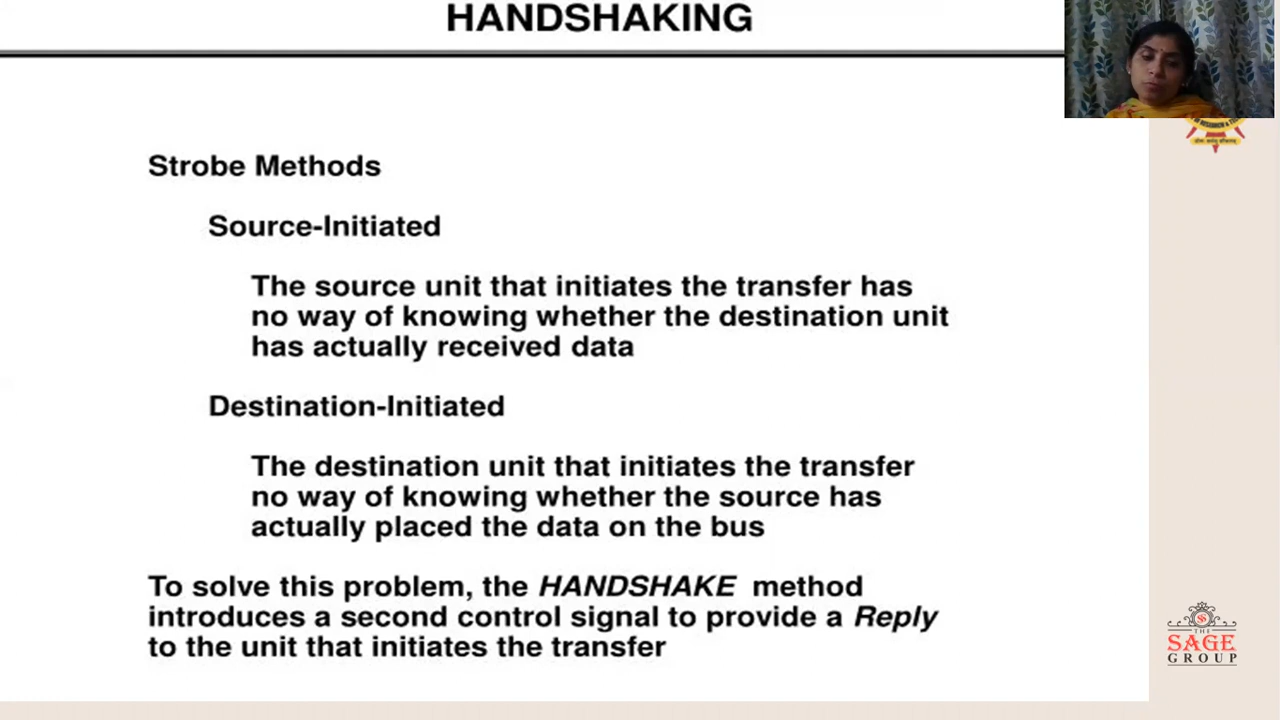 HANDSHAKING
Strobe Methods
Source-Initiated
The source unit that initiates the transfer has
no way of knowing whether the destination unit
has actually received data
Destination-Initiated
The destination unit that initiates the transfer
no way of knowing whether the source has
actually placed the data on the bus
To solve this problem, the HANDSHAKE method
introduces a second control signal to provide a Reply
to the unit that initiates the transfer
THE
SAGE
GROUP